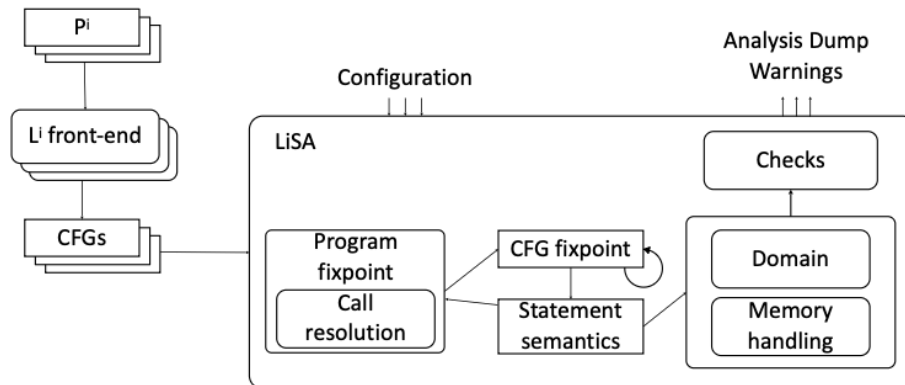 Pⁱ
Lⁱ front-end
CFGs
Configuration
Analysis Dump
Warnings
LiSA
Checks
Program
fixpoint
Call
resolution
CFG fixpoint
Statement
semantics
Domain
Memory
handling